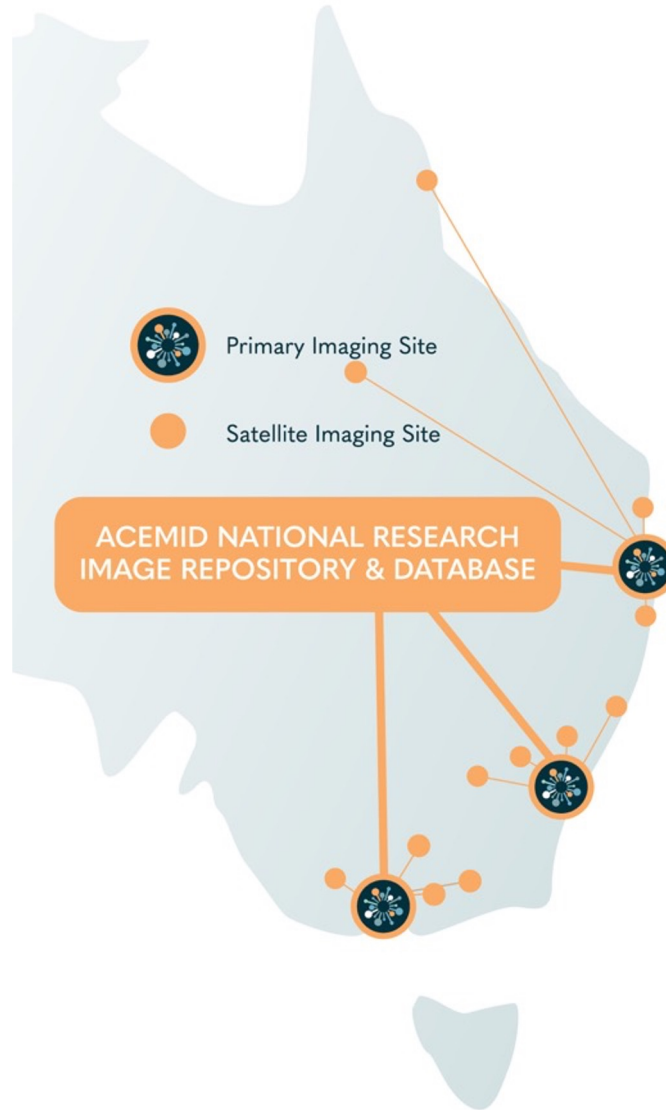 Primary Imaging Site
Satellite Imaging Site
ACEMID NATIONAL RESEARCH
IMAGE REPOSITORY & DATABASE